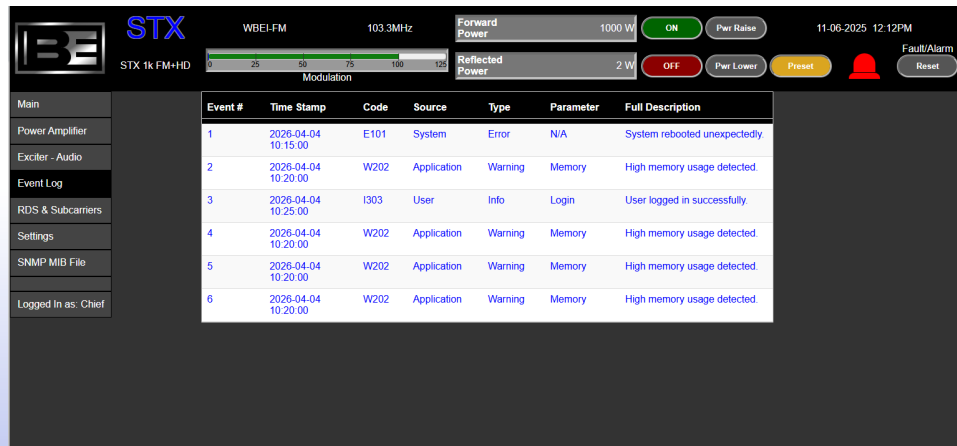 BE
STX
STX 1k FM+HD
WBEI-FM 103.3MHz
0 25 50 75 100 125
Modulation
Forward
Power
1000 W
ON
Pwr Raise
Reflected
Power
2 W
OFF
Pwr Lower
Preset
11-06-2025 12:12PM
Fault/Alarm
Reset
Main
Power Amplifier
Exciter - Audio
Event Log
RDS & Subcarriers
Settings
SNMP MIB File
Logged In as: Chief
Event # Time Stamp Code Source Type Parameter Full Description
1 2026-04-04 E101 System Error N/A System rebooted unexpectedly.
10:15:00
2 2026-04-04 W202 Application Warning Memory High memory usage detected.
10:20:00
3 2026-04-04 I303 User Info Login User logged in successfully.
10:25:00
4 2026-04-04 W202 Application Warning Memory High memory usage detected.
10:20:00
5 2026-04-04 W202 Application Warning Memory High memory usage detected.
10:20:00
6 2026-04-04 W202 Application Warning Memory High memory usage detected.
10:20:00